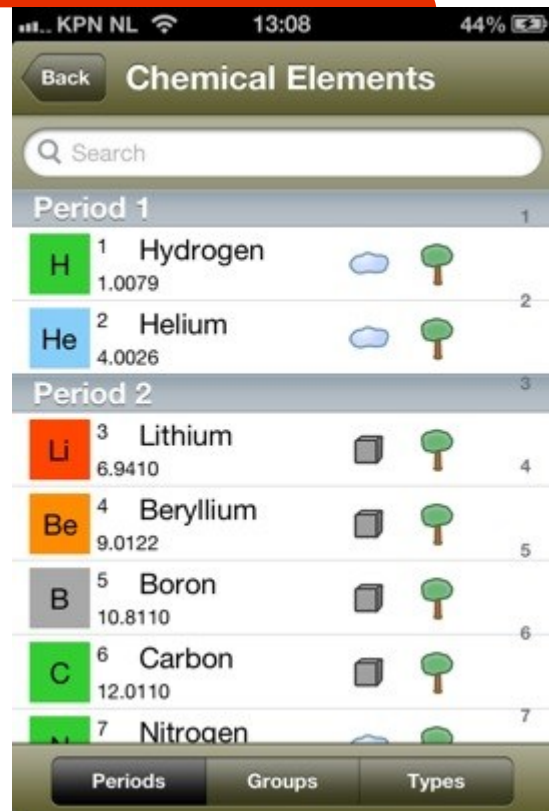 KPN NL 13:08 44%
Back Chemical Elements
Search
Period 1
1
H 1 Hydrogen
1.0079
2
He 2 Helium
4.0026
Period 2
3
Li 3 Lithium
6.9410
4
Be 4 Beryllium
9.0122
5
B 5 Boron
10.8110
6
C 6 Carbon
12.0110
7
N 7 Nitrogen
Periods Groups Types